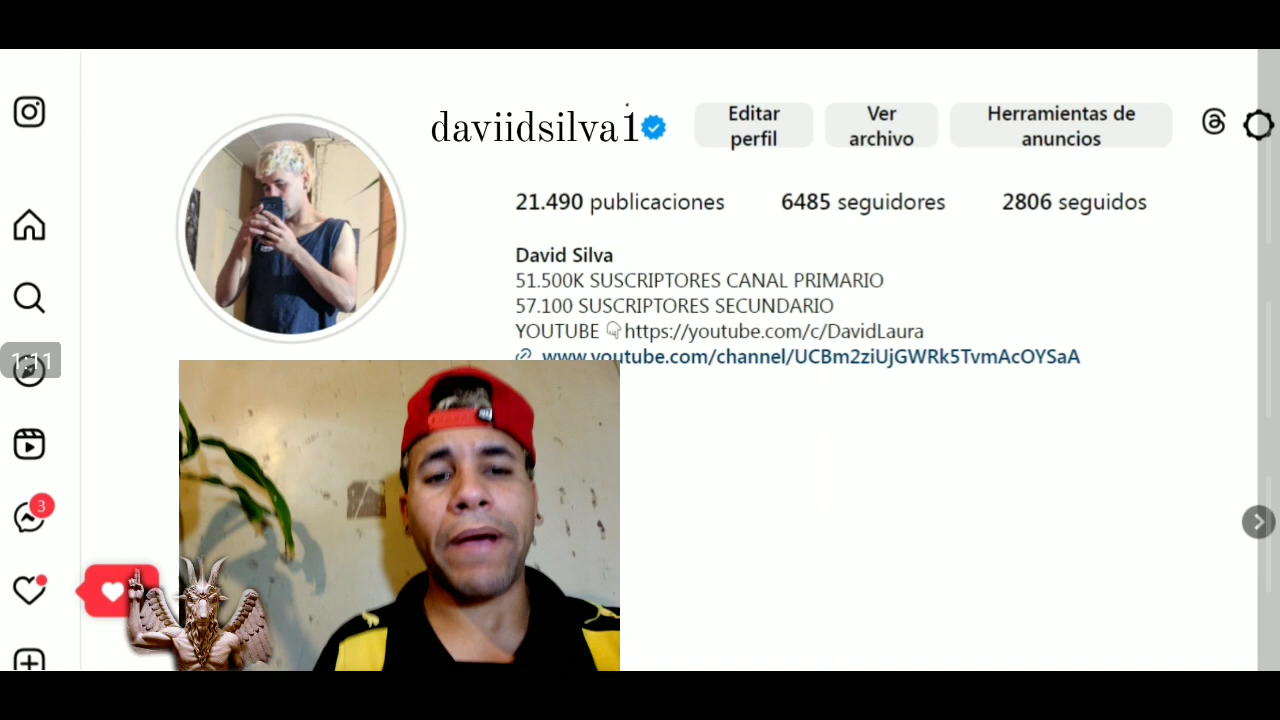 daviidsilva1
Editar
perfil
Ver
archivo
Herramientas de
anuncios
21.490 publicaciones 6485 seguidores 2806 seguidos
David Silva
51.500K SUSCRIPTORES CANAL PRIMARIO
57.100 SUSCRIPTORES SECUNDARIO
YOUTUBE 👇https://youtube.com/c/DavidLaura
www.youtube.com/channel/UCBm2ziUjGWRk5TvmAcOYSaA
1:11
3